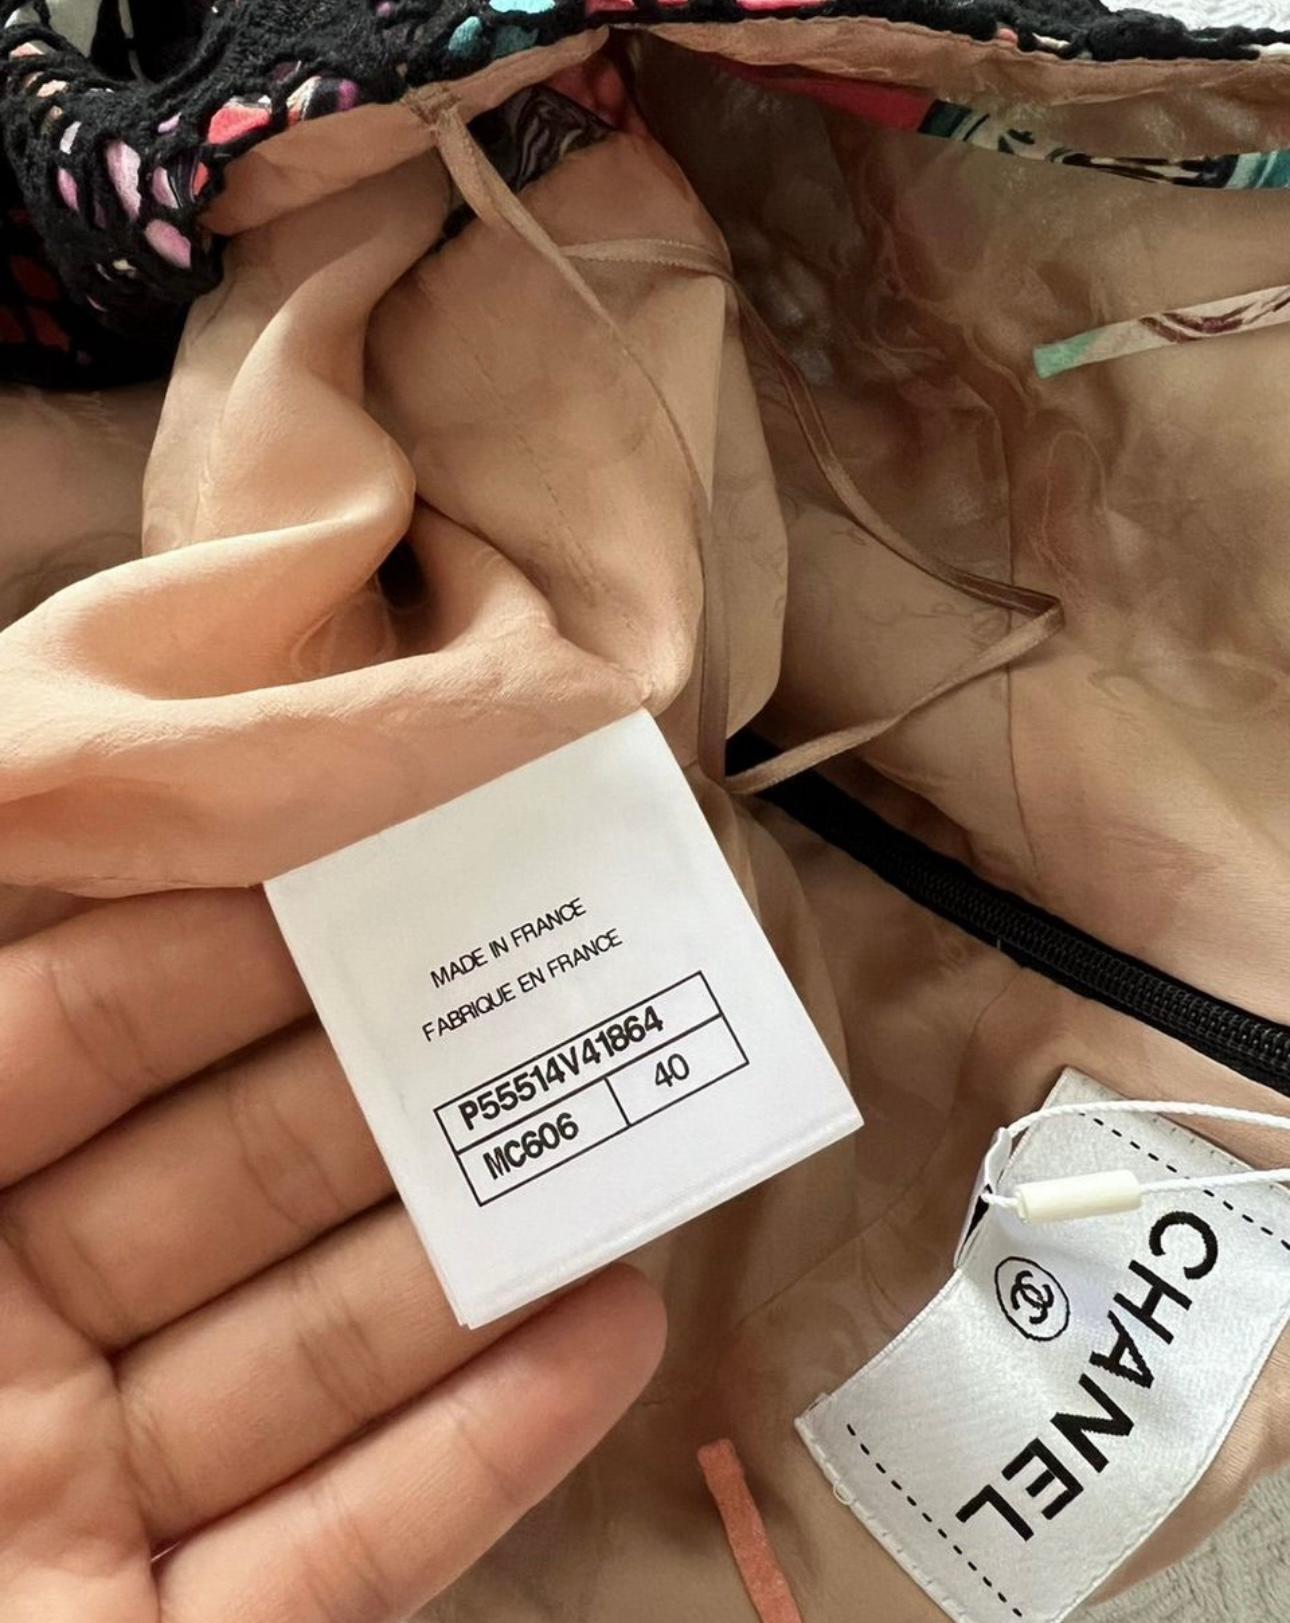 MADE IN FRANCE
FABRIQUE EN FRANCE
P55514V41864
MC606 40
CHANEL